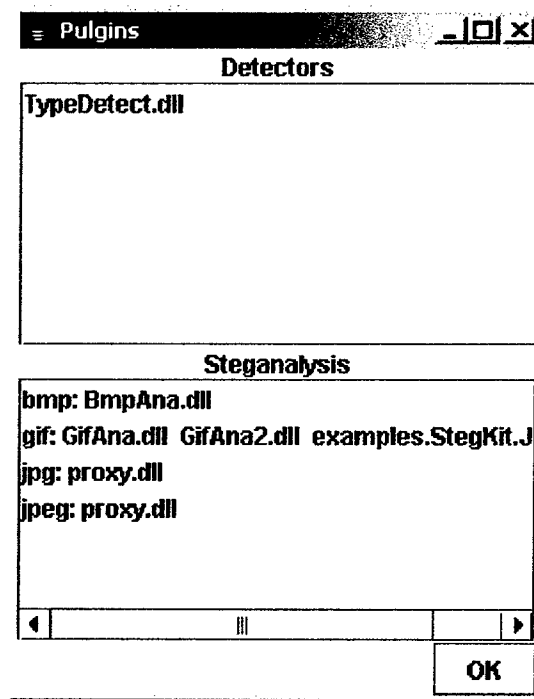 Pulgins
Detectors
TypeDetect.dll
Steganalysis
bmp: BmpAna.dll
gif: GifAna.dll GifAna2.dll examples.StegKit.J
jpg: proxy.dll
jpeg: proxy.dll
OK